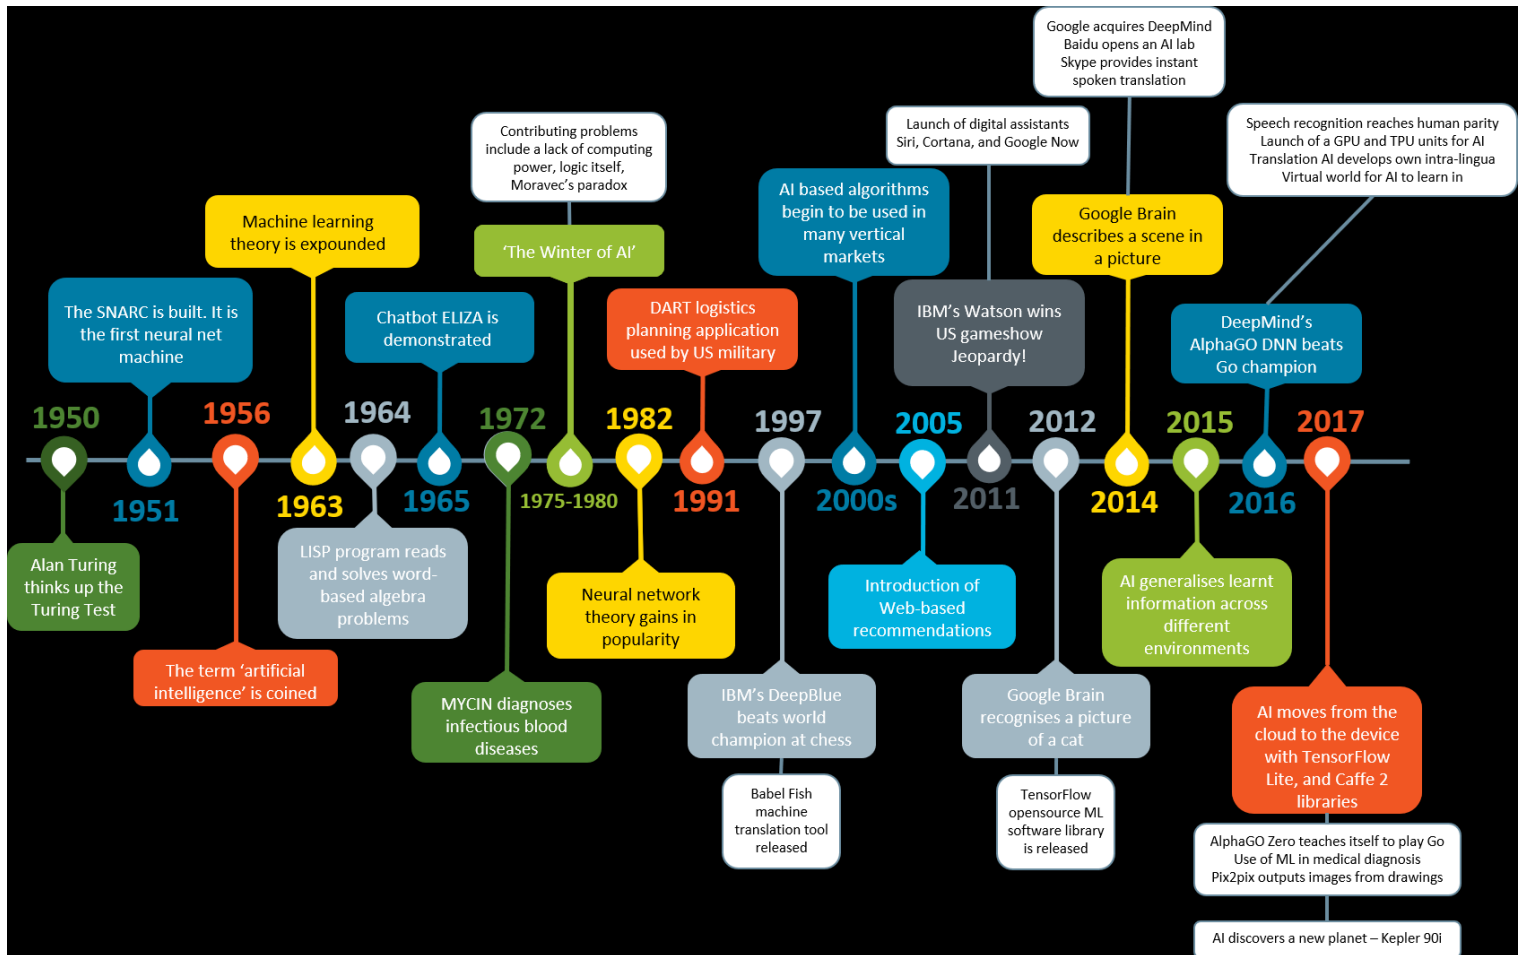 Google acquires DeepMind
Baidu opens an AI lab
Skype provides instant
spoken translation
Contributing problems
include a lack of computing
power, logic itself,
Moravec's paradox
Launch of digital assistants
Siri, Cortana, and Google Now
Speech recognition reaches human parity
Launch of a GPU and TPU units for AI
Translation AI develops own intra-lingua
Virtual world for AI to learn in
Machine learning
theory is expounded
'The Winter of AI'
AI based algorithms
begin to be used in
many vertical
markets
Google Brain
describes a scene in
a picture
The SNARC is built. It is
the first neural net
machine
Chatbot ELIZA is
demonstrated
DART logistics
planning application
used by US military
IBM's Watson wins
US gameshow
Jeopardy!
DeepMind's
AlphaGO DNN beats
Go champion
1950
1951
1956
1963
1964
1965
1972
1975-1980
1982
1991
1997
2000s
2005
2011
2012
2014
2015
2016
2017
Alan Turing
thinks up the
Turing Test
The term 'artificial
intelligence' is coined
LISP program reads
and solves word-
based algebra
problems
MYCIN diagnoses
infectious blood
diseases
Neural network
theory gains in
popularity
IBM's DeepBlue
beats world
champion at chess
Babel Fish
machine
translation tool
released
Introduction of
Web-based
recommendations
Google Brain
recognises a picture
of a cat
TensorFlow
opensource ML
software library
is released
AI generalises learnt
information across
different
environments
AI moves from the
cloud to the device
with TensorFlow
Lite, and Caffe 2
libraries
AlphaGO Zero teaches itself to play Go
Use of ML in medical diagnosis
Pix2pix outputs images from drawings
AI discovers a new planet – Kepler 90i